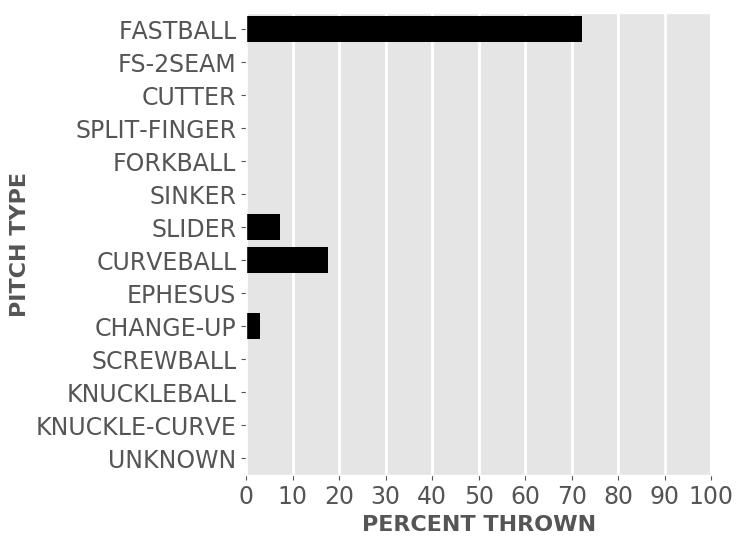 FASTBALL
FS-2SEAM
CUTTER
SPLIT-FINGER
FORKBALL
SINKER
SLIDER
CURVEBALL
EPHESUS
CHANGE-UP
SCREWBALL
KNUCKLEBALL
KNUCKLE-CURVE
UNKNOWN
PITCH TYPE
0 10 20 30 40 50 60 70 80 90 100
PERCENT THROWN